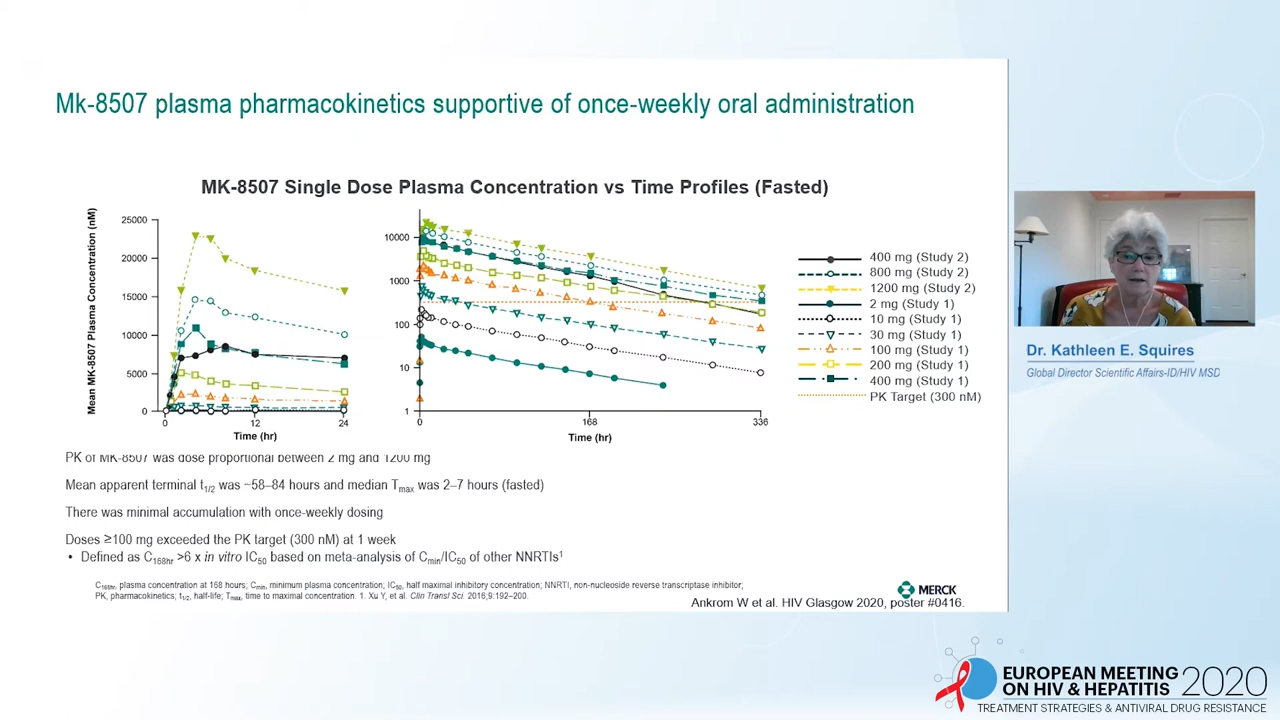 Mk-8507 plasma pharmacokinetics supportive of once-weekly oral administration
MK-8507 Single Dose Plasma Concentration vs Time Profiles (Fasted)
Mean MK-8507 Plasma Concentration (nM)
25000
20000
15000
10000
5000
0
0
12
24
Time (hr)
10000
1000
100
10
1
0
168
336
Time (hr)
400 mg (Study 2)
800 mg (Study 2)
1200 mg (Study 2)
2 mg (Study 1)
10 mg (Study 1)
30 mg (Study 1)
100 mg (Study 1)
200 mg (Study 1)
400 mg (Study 1)
PK Target (300 nM)
PK of MK-8507 was dose proportional between 2 mg and 1200 mg
Mean apparent terminal t1/2 was ~58–84 hours and median Tmax was 2–7 hours (fasted)
There was minimal accumulation with once-weekly dosing
Doses ≥100 mg exceeded the PK target (300 nM) at 1 week
• Defined as C168hr >6 x in vitro IC50 based on meta-analysis of Cmin/IC50 of other NNRTIs1
C168hr, plasma concentration at 168 hours; Cmin, minimum plasma concentration; IC50, half maximal inhibitory concentration; NNRTI, non-nucleoside reverse transcriptase inhibitor;
PK, pharmacokinetics; t1/2, half-life; Tmax, time to maximal concentration. 1. Xu Y, et al. Clin Transl Sci. 2016;9:192–200.
MERCK
Ankrom W et al. HIV Glasgow 2020, poster #0416.
Dr. Kathleen E. Squires
Global Director Scientific Affairs-ID/HIV MSD
EUROPEAN MEETING
ON HIV & HEPATITIS 2020
TREATMENT STRATEGIES & ANTIVIRAL DRUG RESISTANCE